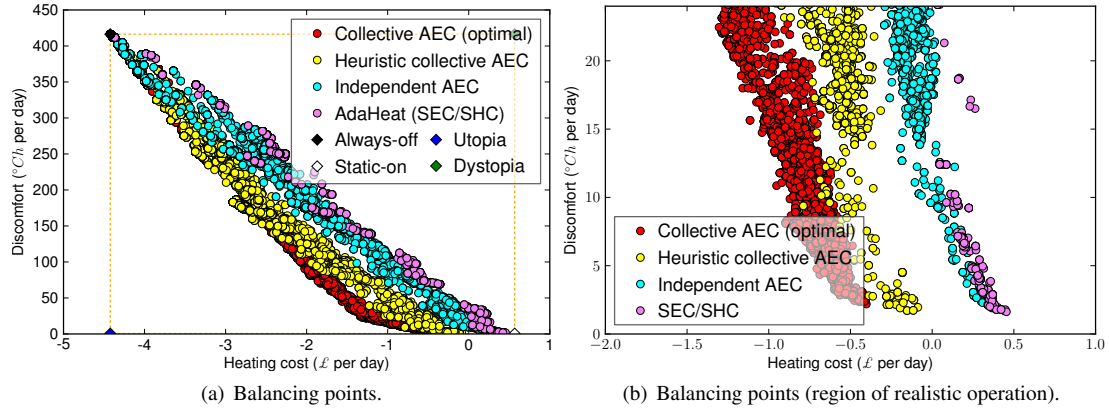 450
400
350
300
250
200
150
100
50
0
Discomfort (°Ch per day)
-5
-4
-3
-2
-1
0
1
Heating cost (£ per day)
Collective AEC (optimal)
Heuristic collective AEC
Independent AEC
AdaHeat (SEC/SHC)
Always-off
Utopia
Static-on
Dystopia
(a) Balancing points.
20
15
10
5
0
Discomfort (°Ch per day)
−2.0
−1.5
−1.0
−0.5
0.0
0.5
1.0
Heating cost (£ per day)
Collective AEC (optimal)
Heuristic collective AEC
Independent AEC
SEC/SHC
(b) Balancing points (region of realistic operation).